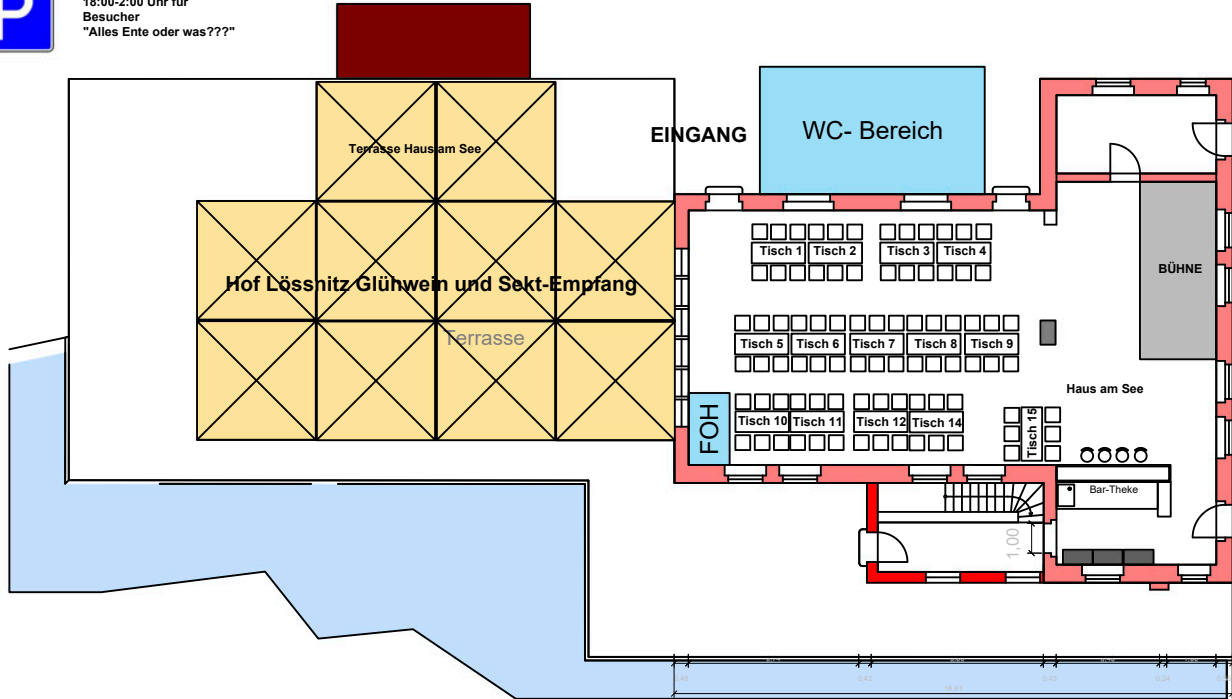 P
18:00-2:00 Uhr für
Besucher
"Alles Ente oder was???"
EINGANG
WC- Bereich
Terrasse Haus am See
Hof Lössnitz Glühwein und Sekt-Empfang
Terrasse
Tisch 1
Tisch 2
Tisch 3
Tisch 4
BÜHNE
Tisch 5
Tisch 6
Tisch 7
Tisch 8
Tisch 9
Haus am See
FOH
Tisch 10
Tisch 11
Tisch 12
Tisch 14
Tisch 15
Bar-Theke
1,00